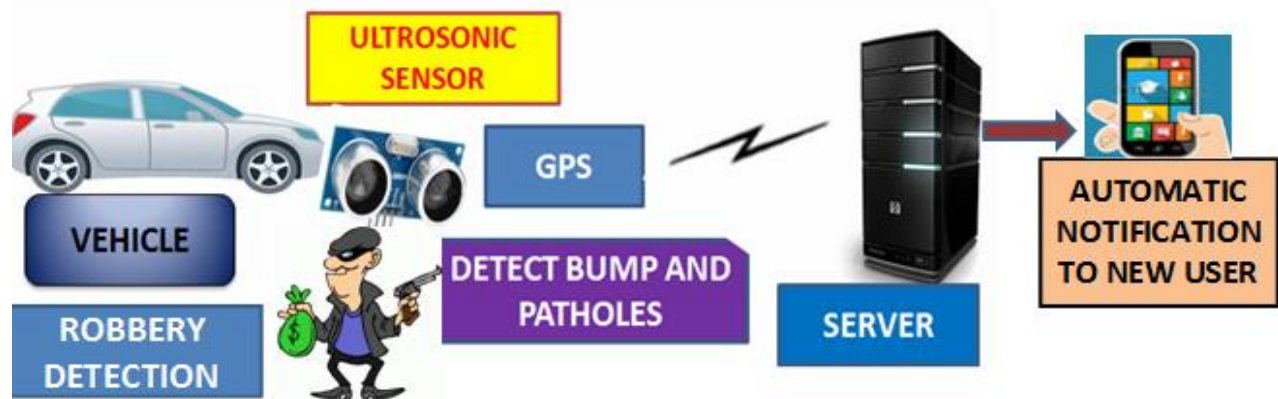 ULTROSONIC
SENSOR
GPS
VEHICLE
DETECT BUMP AND
PATHOLES
ROBBERY
DETECTION
SERVER
AUTOMATIC
NOTIFICATION
TO NEW USER